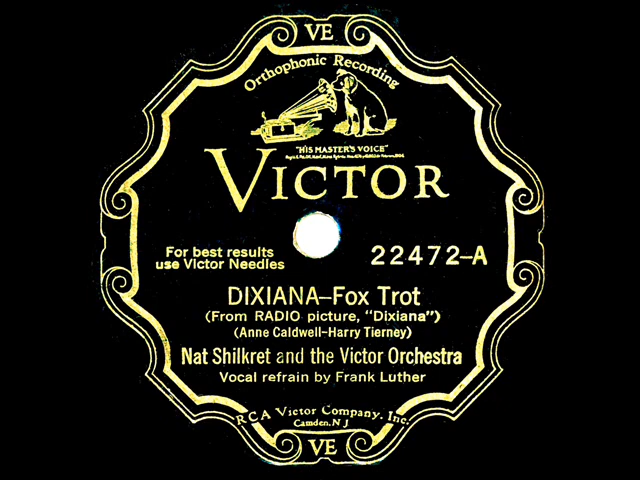 VE
Orthophonic Recording
"HIS MASTER'S VOICE"
VICTOR
For best results
use Victor Needles
22472-A
DIXIANA-Fox Trot
(From RADIO picture, "Dixiana")
(Anne Caldwell-Harry Tierney)
Nat Shilkret and the Victor Orchestra
Vocal refrain by Frank Luther
RCA Victor Company, Inc.
Camden, N J
VE